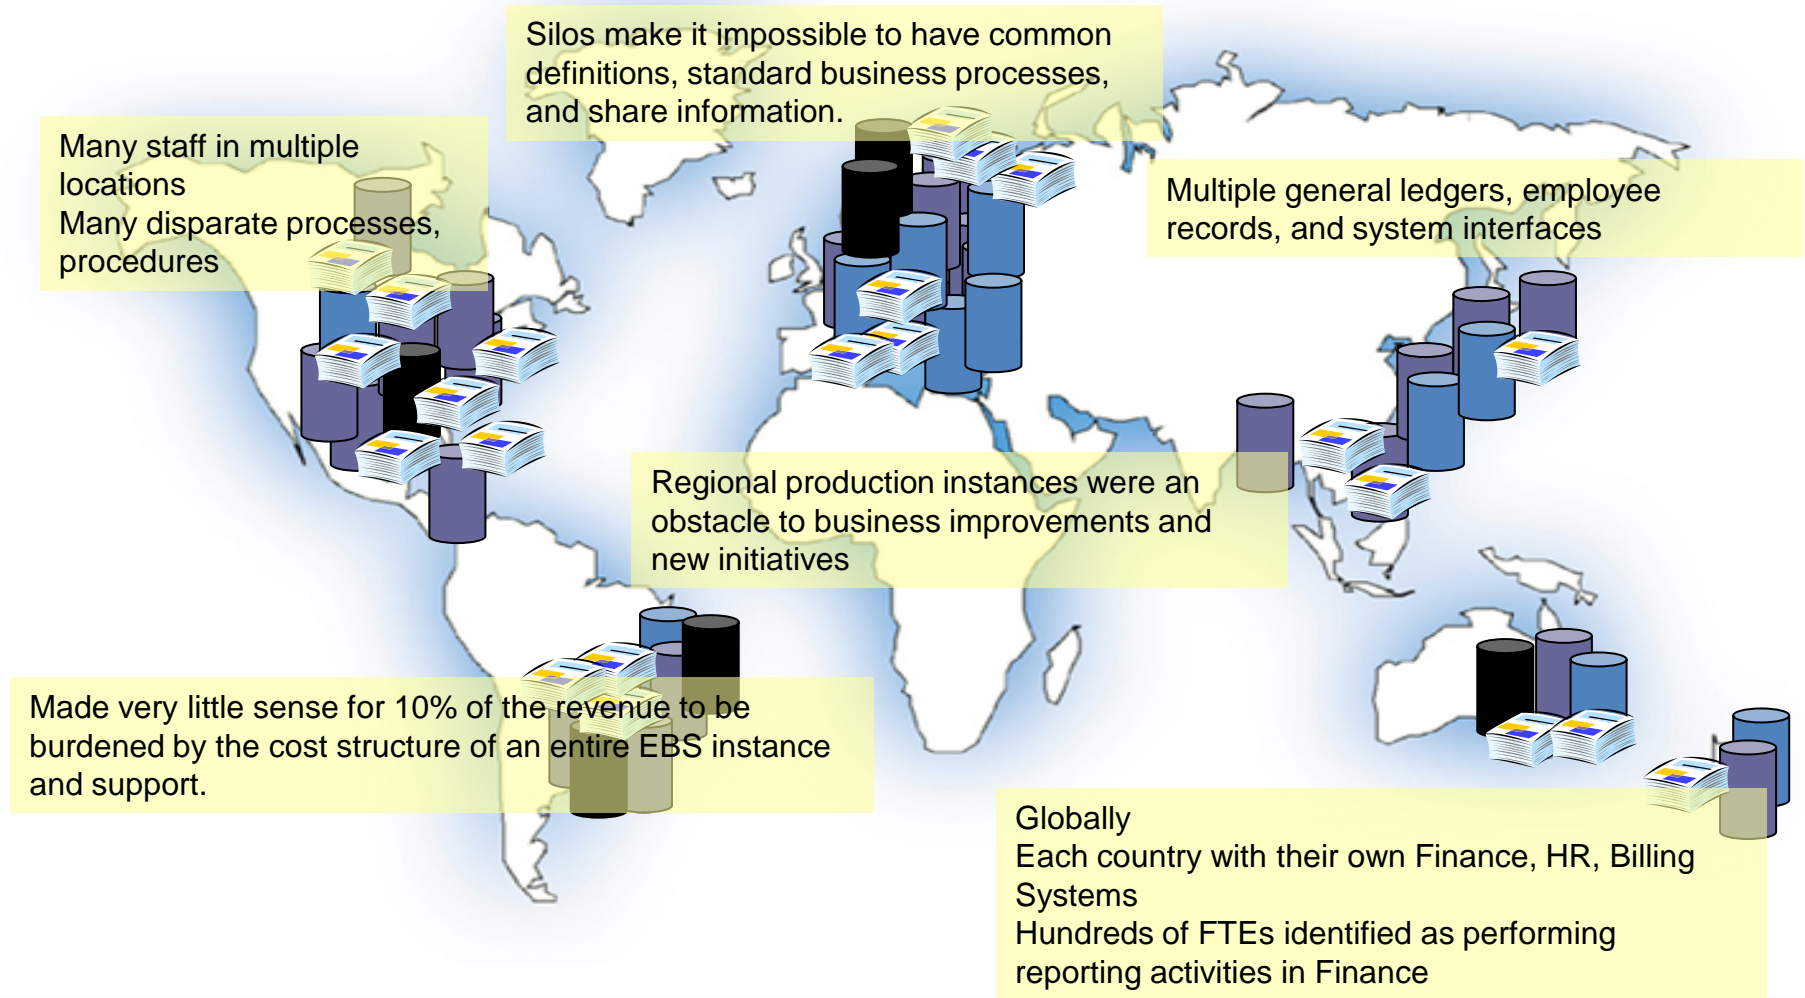 Silos make it impossible to have common
definitions, standard business processes,
and share information.
Many staff in multiple
locations
Many disparate processes,
procedures
Multiple general ledgers, employee
records, and system interfaces
Regional production instances were an
obstacle to business improvements and
new initiatives
Made very little sense for 10% of the revenue to be
burdened by the cost structure of an entire EBS instance
and support.
Globally
Each country with their own Finance, HR, Billing
Systems
Hundreds of FTEs identified as performing
reporting activities in Finance